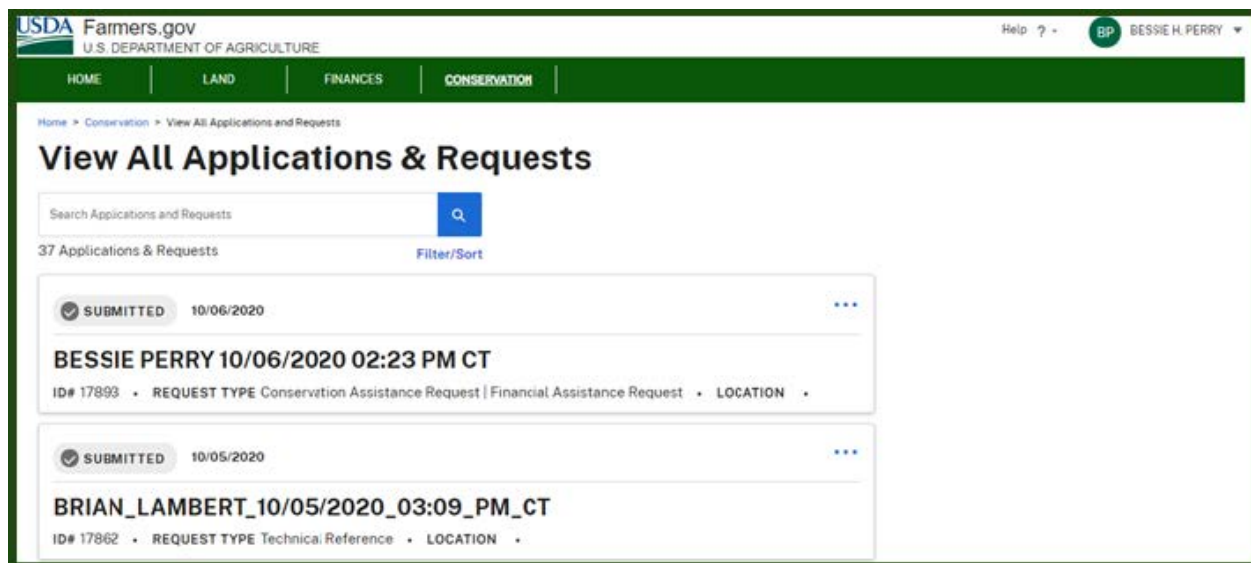 USDA Farmers.gov
U.S. DEPARTMENT OF AGRICULTURE
Help ?
BP BESSIE H. PERRY
HOME LAND FINANCES CONSERVATION
Home > Conservation > View All Applications and Requests
View All Applications & Requests
Search Applications and Requests
37 Applications & Requests Filter/Sort
SUBMITTED 10/06/2020 ...
BESSIE PERRY 10/06/2020 02:23 PM CT
ID# 17893 • REQUEST TYPE Conservation Assistance Request | Financial Assistance Request • LOCATION •
SUBMITTED 10/05/2020 ...
BRIAN_LAMBERT_10/05/2020_03:09_PM_CT
ID# 17862 • REQUEST TYPE Technical Reference • LOCATION •